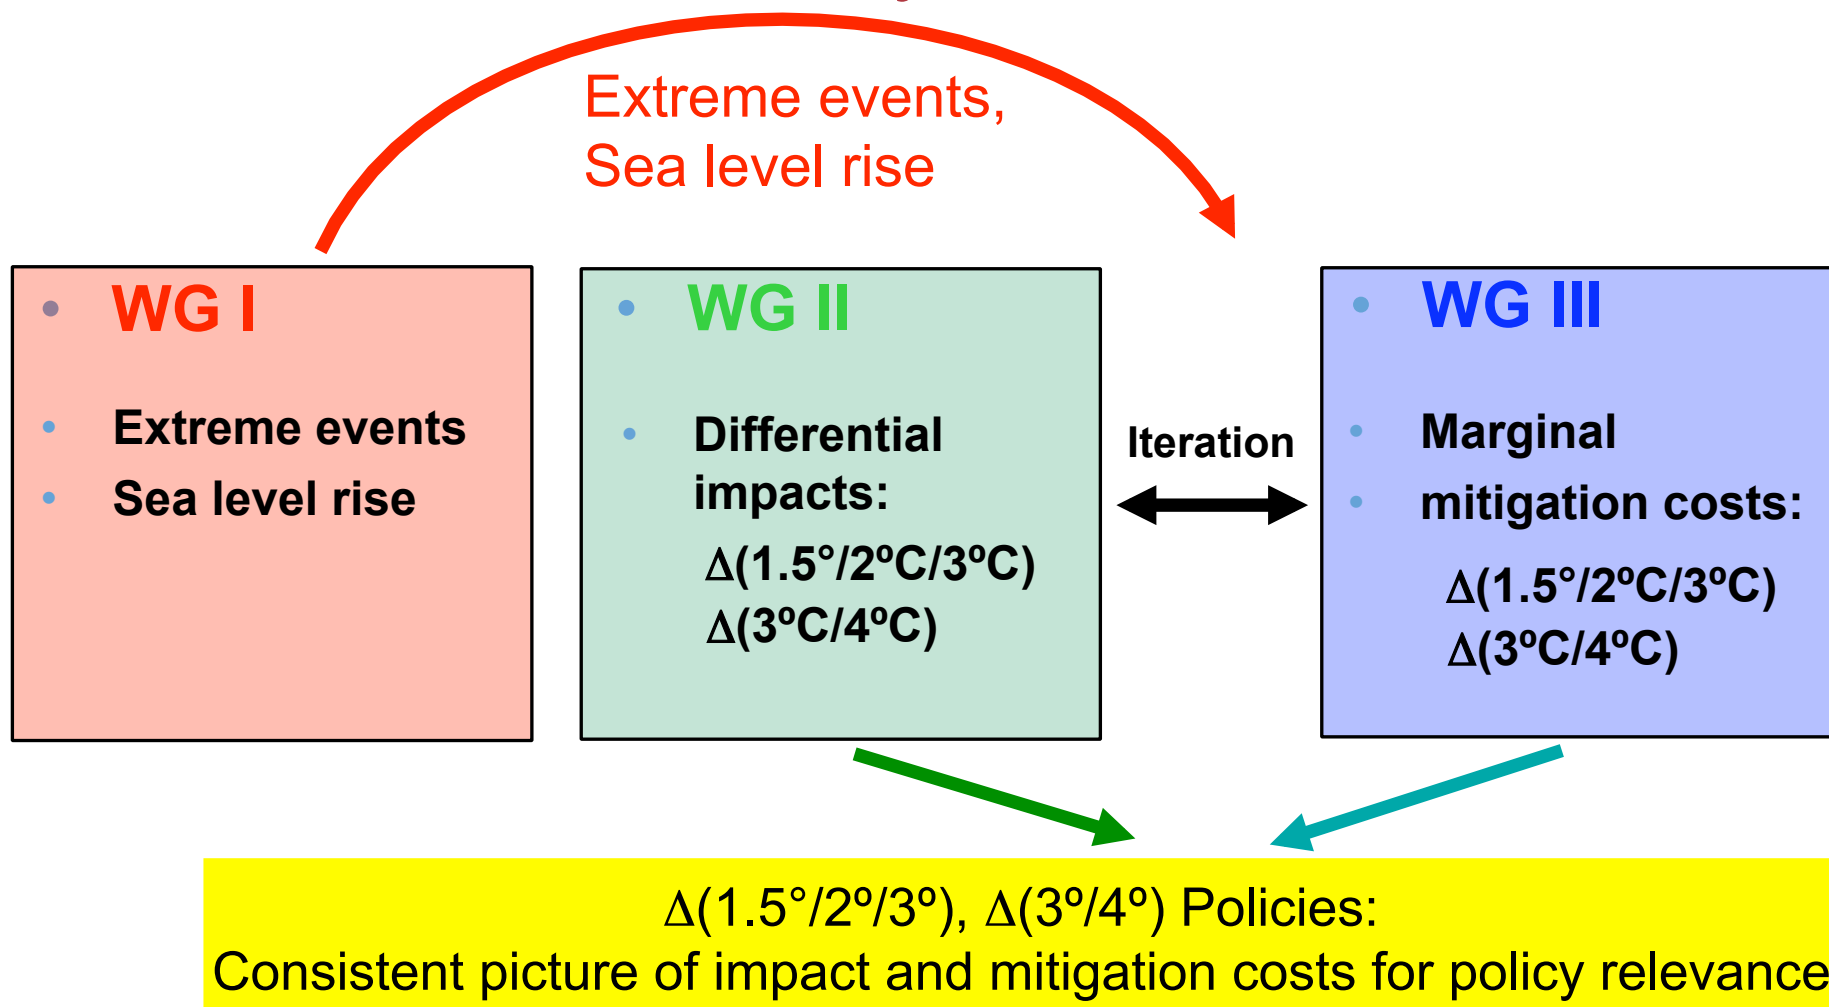 Extreme events,
Sea level rise
• WG I
• Extreme events
• Sea level rise
• WG II
• Differential
impacts:
Δ(1.5°/2ºC/3ºC)
Δ(3ºC/4ºC)
Iteration
• WG III
• Marginal
• mitigation costs:
Δ(1.5°/2ºC/3ºC)
Δ(3ºC/4ºC)
Δ(1.5°/2º/3º), Δ(3º/4º) Policies:
Consistent picture of impact and mitigation costs for policy relevance